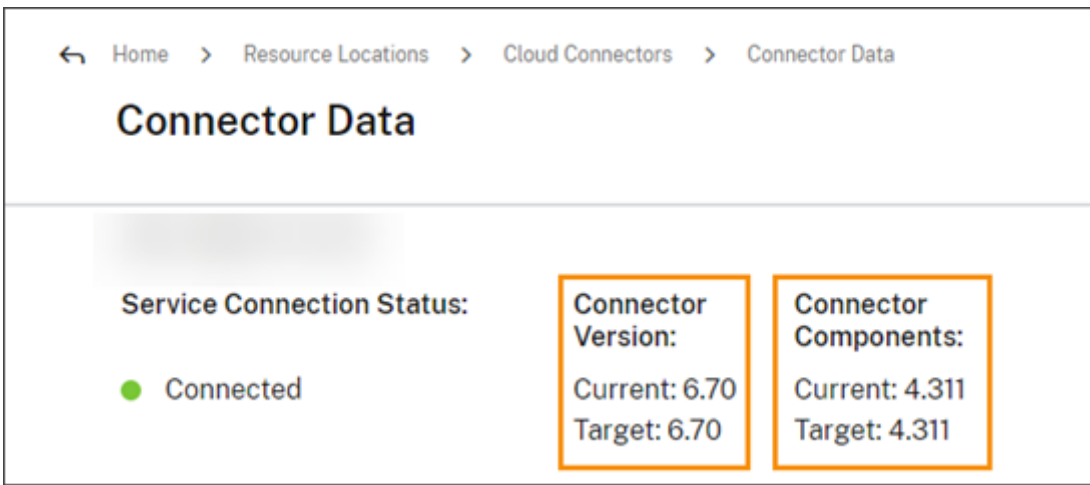 Home > Resource Locations > Cloud Connectors > Connector Data
Connector Data
Service Connection Status:
Connected
Connector
Version:
Current: 6.70
Target: 6.70
Connector
Components:
Current: 4.311
Target: 4.311